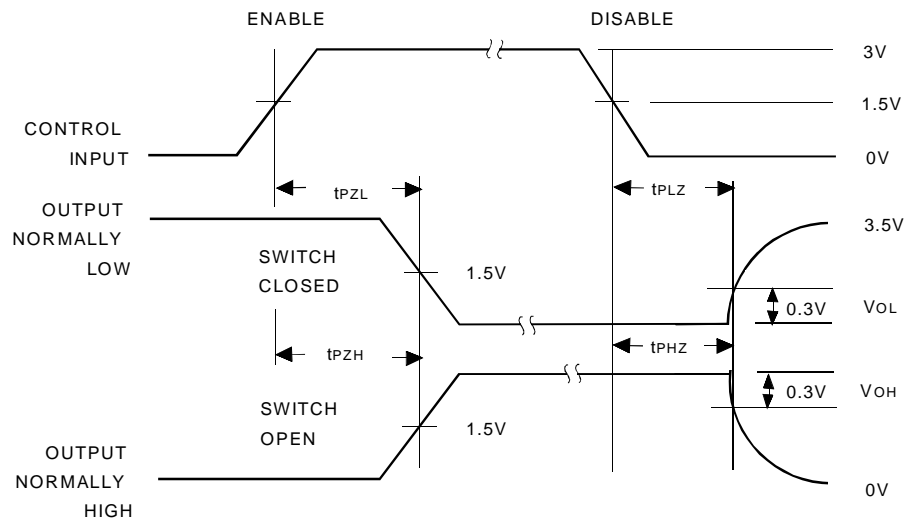 ENABLE
DISABLE
3V
1.5V
CONTROL
INPUT
0V
tPZL
tPLZ
OUTPUT
NORMALLY
LOW
3.5V
SWITCH
CLOSED
1.5V
0.3V
VOL
tPZH
tPHZ
SWITCH
OPEN
1.5V
0.3V
VOH
OUTPUT
NORMALLY
HIGH
0V